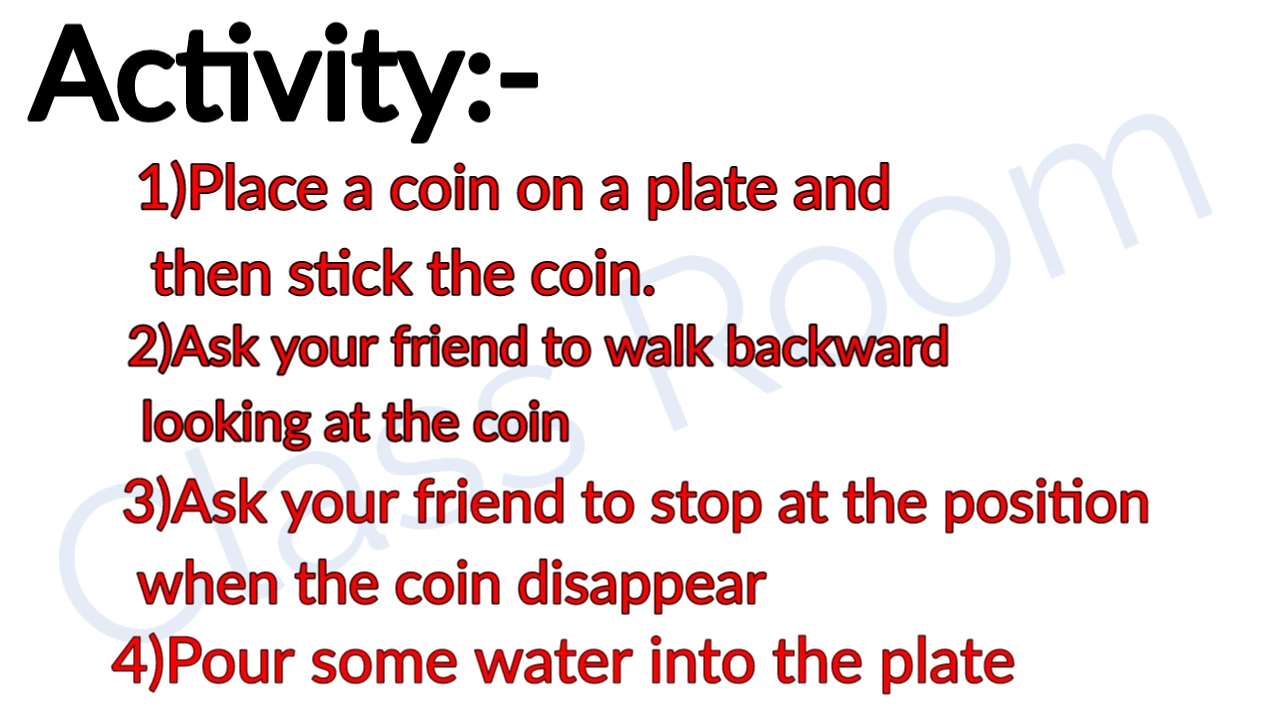 Activity:-
1)Place a coin on a plate and
then stick the coin.
2)Ask your friend to walk backward
looking at the coin
3)Ask your friend to stop at the position
when the coin disappear
4)Pour some water into the plate
Class Room